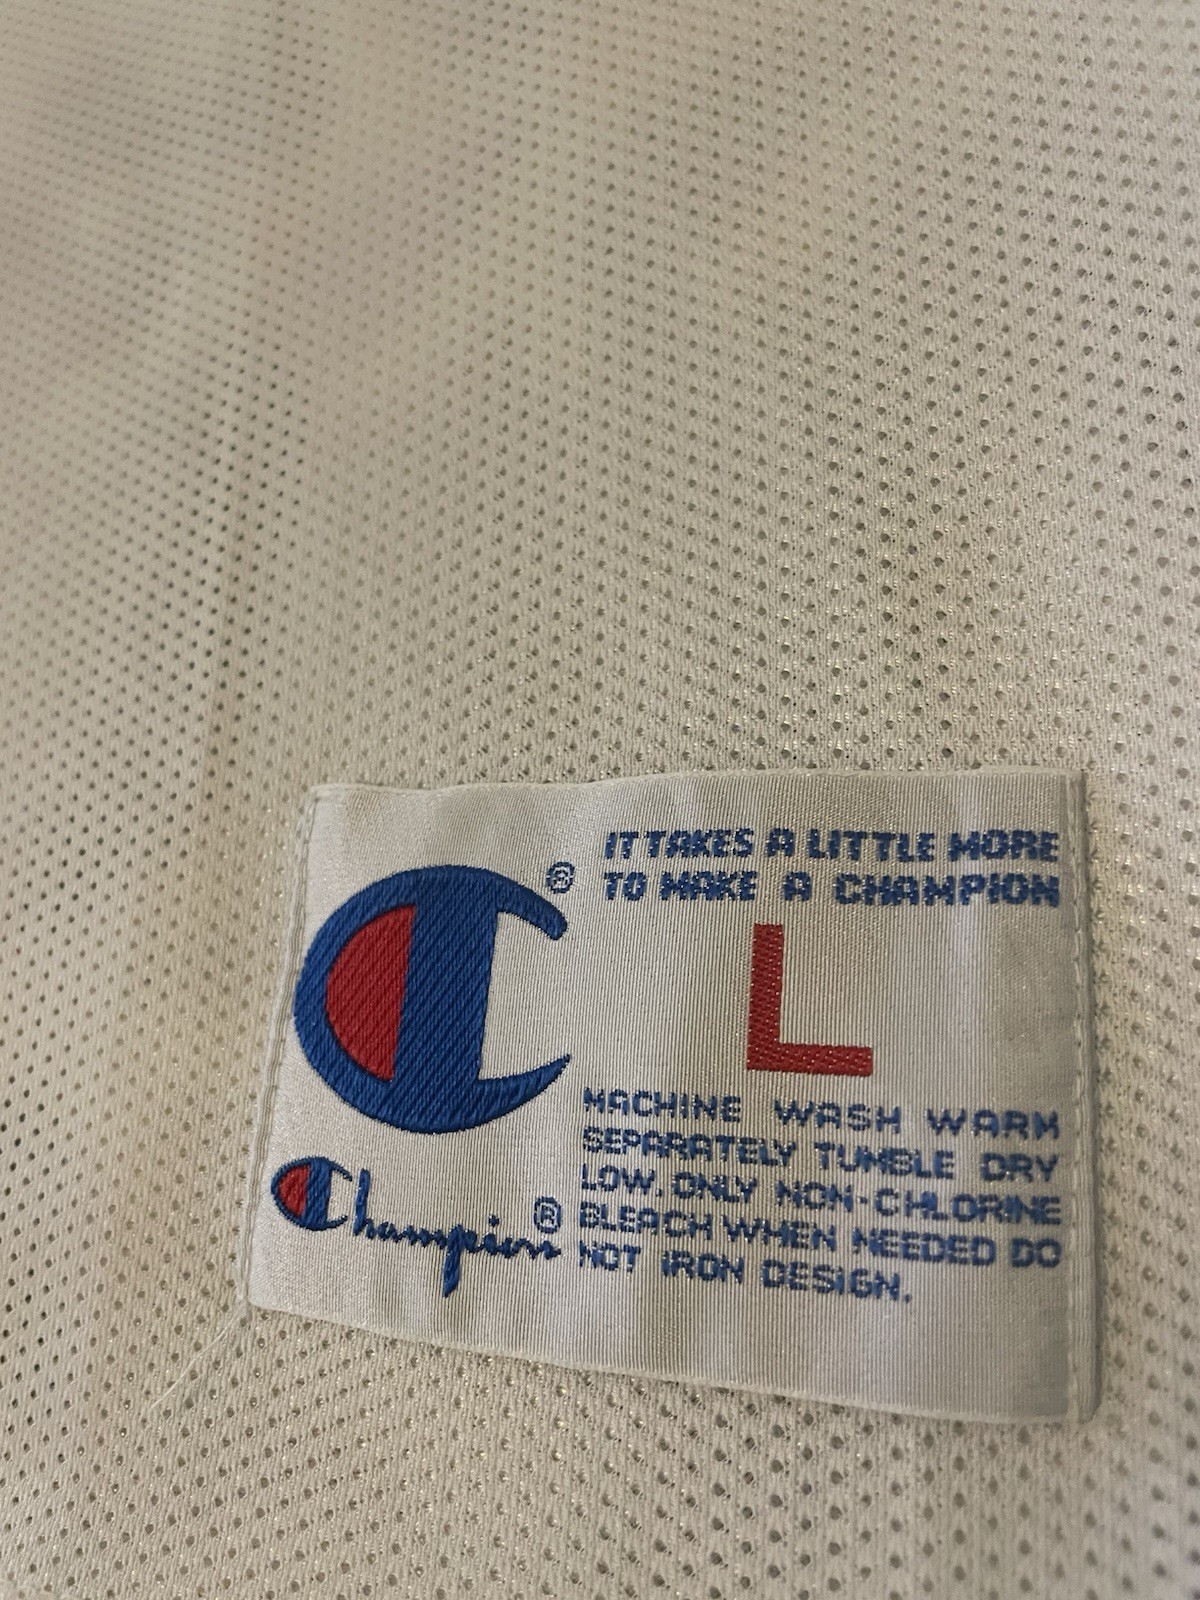 IT TAKES A LITTLE MORE
TO MAKE A CHAMPION
®
L
MACHINE WASH WARM
SEPARATELY TUMBLE DRY
LOW. ONLY NON-CHLORINE
BLEACH WHEN NEEDED DO
NOT IRON DESIGN.
Champion®